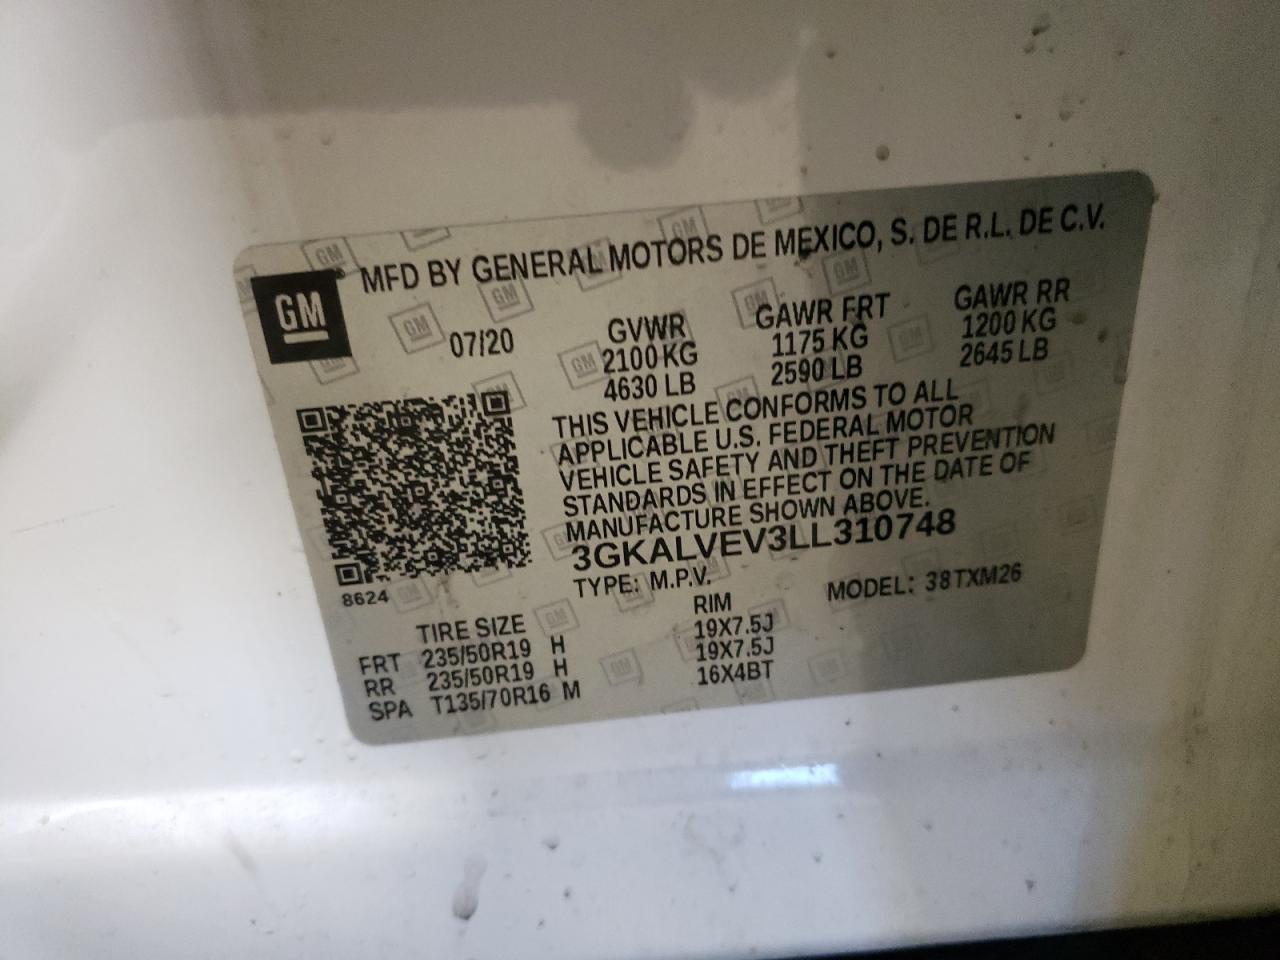 GM
MFD BY GENERAL MOTORS DE MEXICO, S. DE R.L. DE C.V.
07/20
GVWR
2100 KG
4630 LB
GAWR FRT
1175 KG
2590 LB
GAWR RR
1200 KG
2645 LB
THIS VEHICLE CONFORMS TO ALL
APPLICABLE U.S. FEDERAL MOTOR
VEHICLE SAFETY AND THEFT PREVENTION
STANDARDS IN EFFECT ON THE DATE OF
MANUFACTURE SHOWN ABOVE.
3GKALVEV3LL310748
TYPE: M.P.V.
MODEL: 38TXM26
8624
TIRE SIZE RIM
FRT 235/50R19 H 19X7.5J
RR 235/50R19 H 19X7.5J
SPA T135/70R16 M 16X4BT